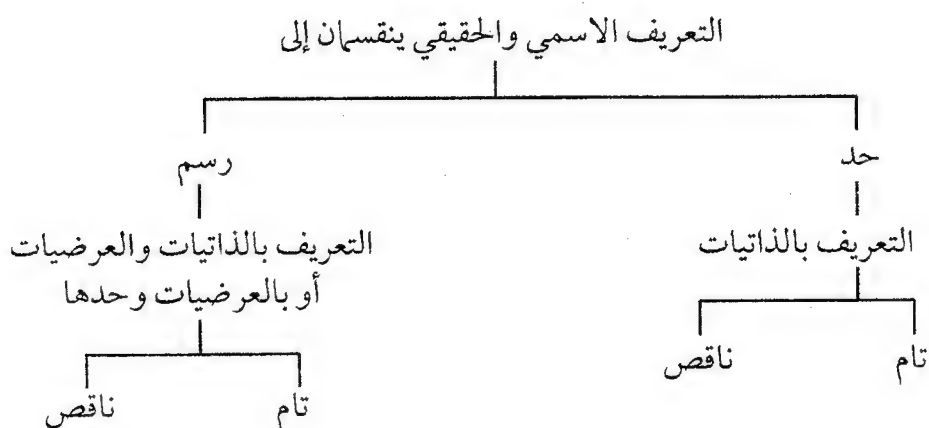 التعريف الاسمي والحقيقي ينقسمان إلى
حد
رسم
التعريف بالذاتيات
التعريف بالذاتيات والعرضيات
أو بالعرضيات وحدها
تام
ناقص
تام
ناقص